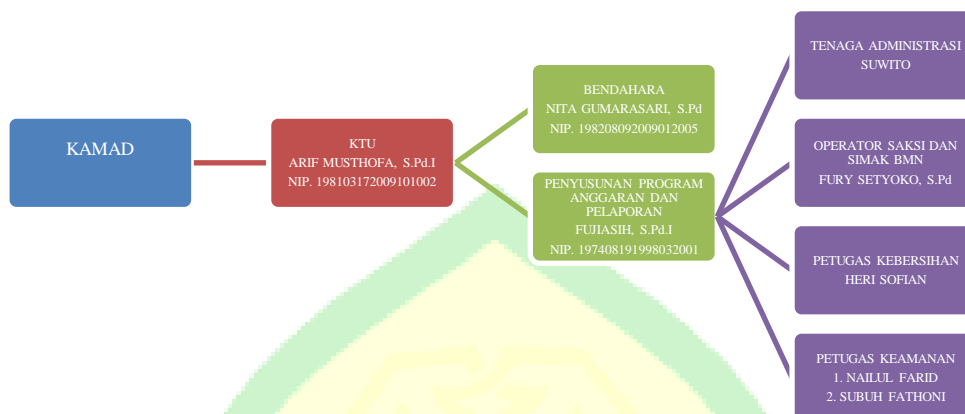 KAMAD
KTU
ARIF MUSTHOFA, S.Pd.I
NIP. 198103172009101002
BENDAHARA
NITA GUMARASARI, S.Pd
NIP. 198208092009012005
PENYUSUNAN PROGRAM
ANGGARAN DAN
PELAPORAN
FUJIASIH, S.Pd.I
NIP. 197408191998032001
TENAGA ADMINISTRASI
SUWITO
OPERATOR SAKSI DAN
SIMAK BMN
FURY SETYOKO, S.Pd
PETUGAS KEBERSIHAN
HERI SOFIAN
PETUGAS KEAMANAN
1. NAILUL FARID
2. SUBUH FATHONI